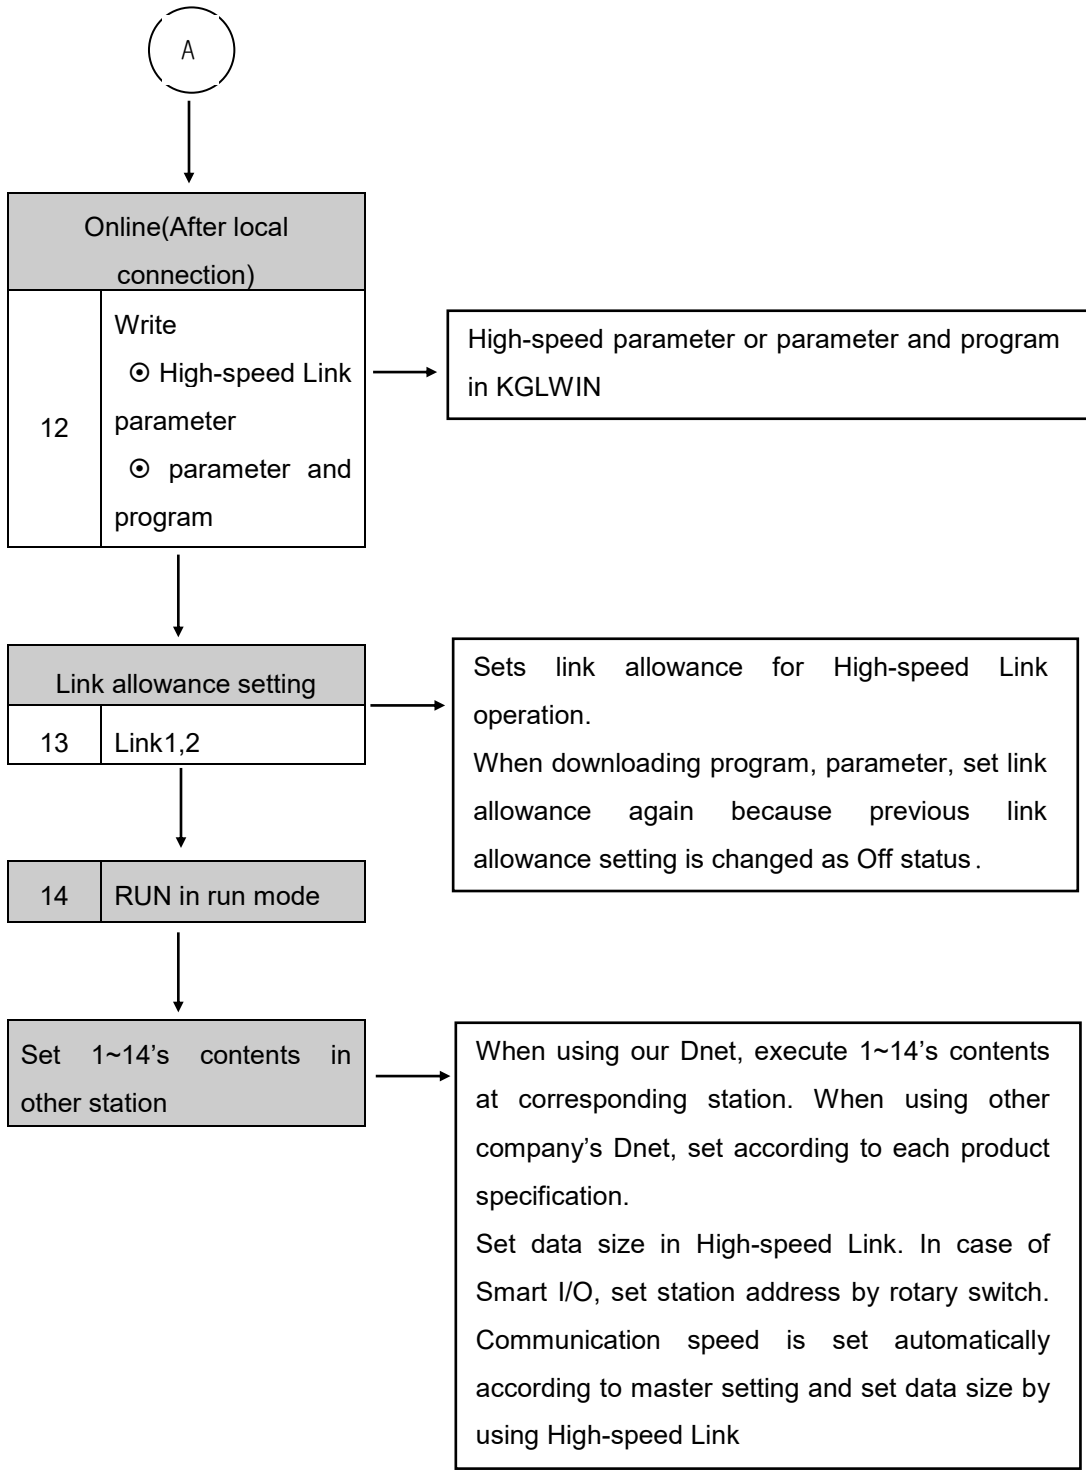 A
Online(After local
connection)
12
Write
⊙ High-speed Link
parameter
⊙ parameter and
program
High-speed parameter or parameter and program
in KGLWIN
Link allowance setting
13
Link1,2
Sets link allowance for High-speed Link
operation.
When downloading program, parameter, set link
allowance again because previous link
allowance setting is changed as Off status.
14
RUN in run mode
Set 1~14’s contents in
other station
When using our Dnet, execute 1~14’s contents
at corresponding station. When using other
company’s Dnet, set according to each product
specification.
Set data size in High-speed Link. In case of
Smart I/O, set station address by rotary switch.
Communication speed is set automatically
according to master setting and set data size by
using High-speed Link